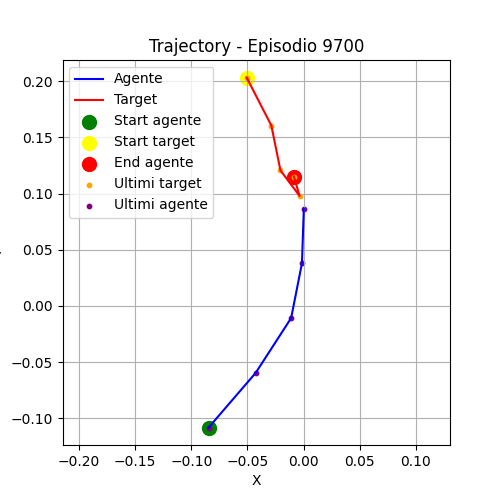 Trajectory - Episodio 9700
Agente
Target
Start agente
Start target
End agente
Ultimi target
Ultimi agente
0.20
0.15
0.10
0.05
0.00
−0.05
−0.10
−0.20
−0.15
−0.10
−0.05
0.00
0.05
0.10
X